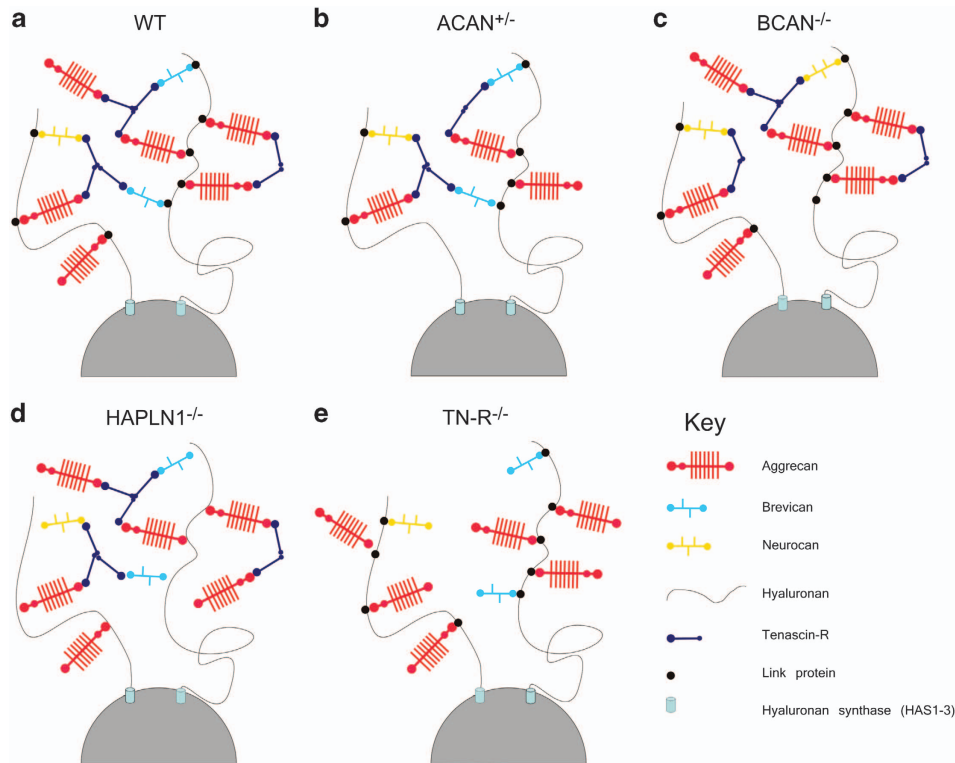 a WT
b ACAN+/-
c BCAN-/-
d HAPLN1-/-
e TN-R-/-
Key
Aggrecan
Brevican
Neurocan
Hyaluronan
Tenascin-R
Link protein
Hyaluronan synthase (HAS1-3)